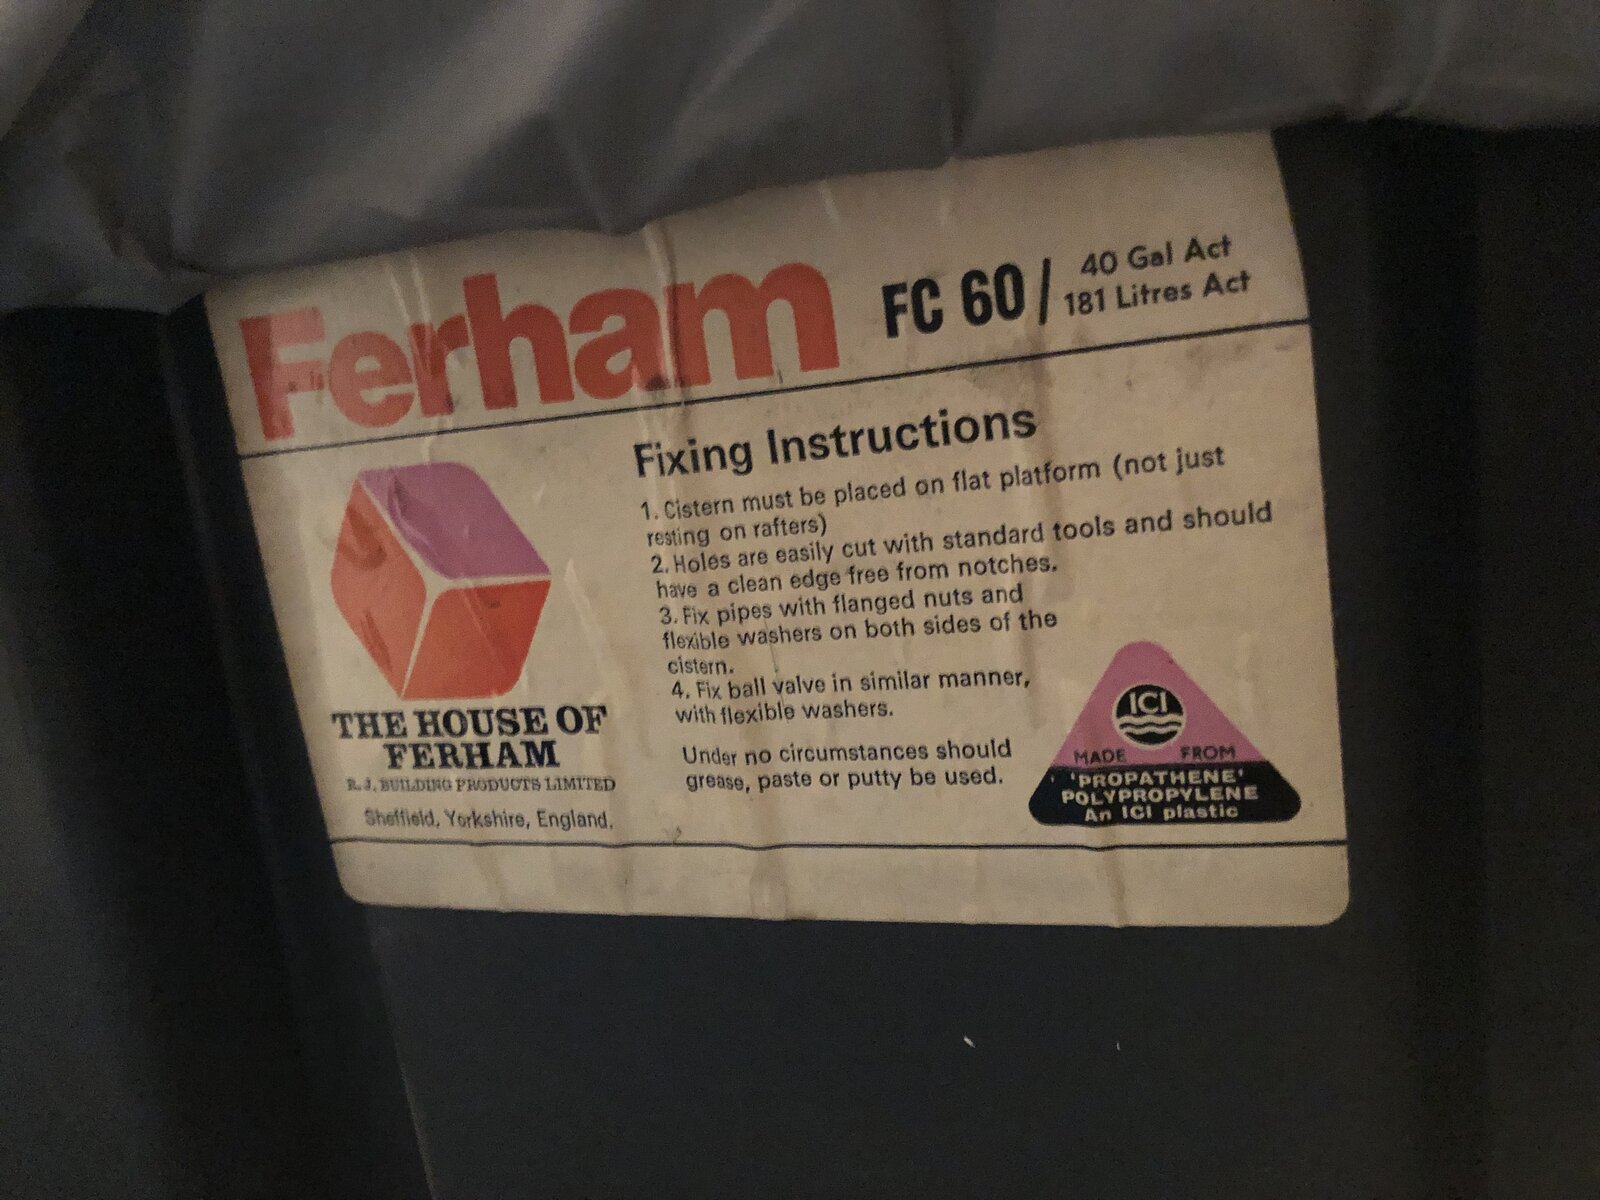 Ferham
FC 60/ 40 Gal Act
181 Litres Act
Fixing Instructions
1. Cistern must be placed on flat platform (not just
resting on rafters)
2. Holes are easily cut with standard tools and should
have a clean edge free from notches.
3. Fix pipes with flanged nuts and
flexible washers on both sides of the
cistern.
4. Fix ball valve in similar manner,
with flexible washers.
Under no circumstances should
grease, paste or putty be used.
THE HOUSE OF
FERHAM
R. J. BUILDING PRODUCTS LIMITED
Sheffield, Yorkshire, England.
ICI
MADE FROM
'PROPATHENE'
POLYPROPYLENE
An ICI plastic